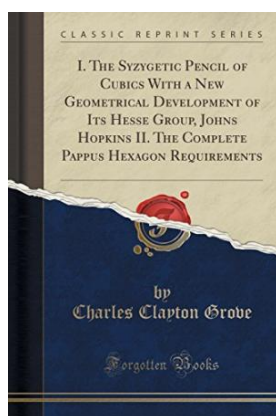 CLASSIC REPRINT SERIES
I. THE SYZYGETIC PENCIL OF
CUBICS WITH A NEW
GEOMETRICAL DEVELOPMENT OF
ITS HESSE GROUP, JOHNS
HOPKINS II. THE COMPLETE
PAPPUS HEXAGON REQUIREMENTS
by
Charles Clayton Grove
Forgotten Books